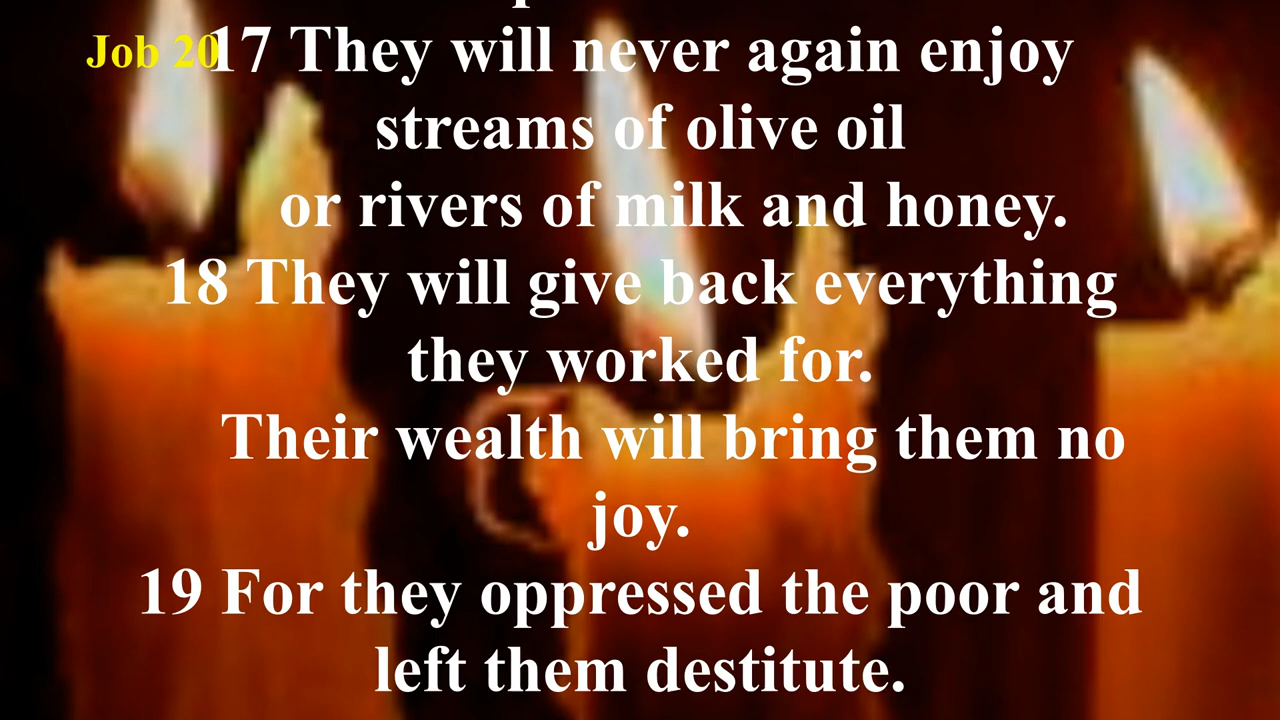 Job 20
17 They will never again enjoy
streams of olive oil
or rivers of milk and honey.
18 They will give back everything
they worked for.
Their wealth will bring them no
joy.
19 For they oppressed the poor and
left them destitute.